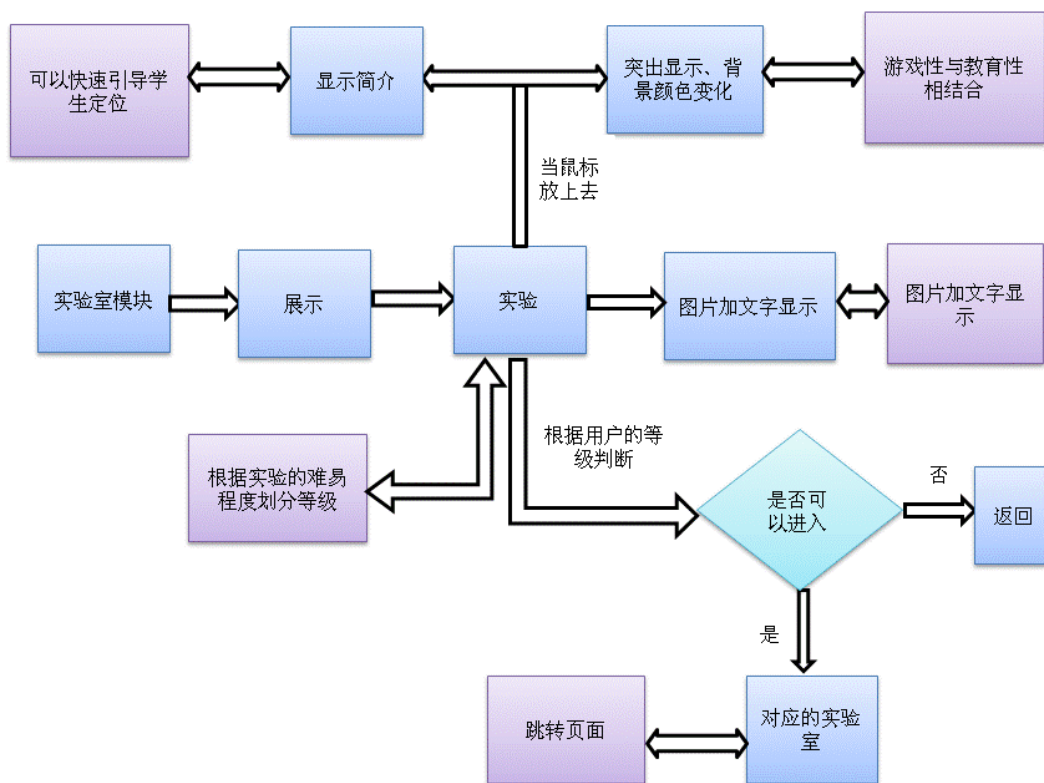 可以快速引导学
生定位
显示简介
突出显示、背
景颜色变化
游戏性与教育性
相结合
当鼠标
放上去
实验室模块
展示
实验
图片加文字显示
图片加文字显
示
根据实验的难易
程度划分等级
根据用户的等
级判断
是否可
以进入
否
返回
是
跳转页面
对应的实验
室